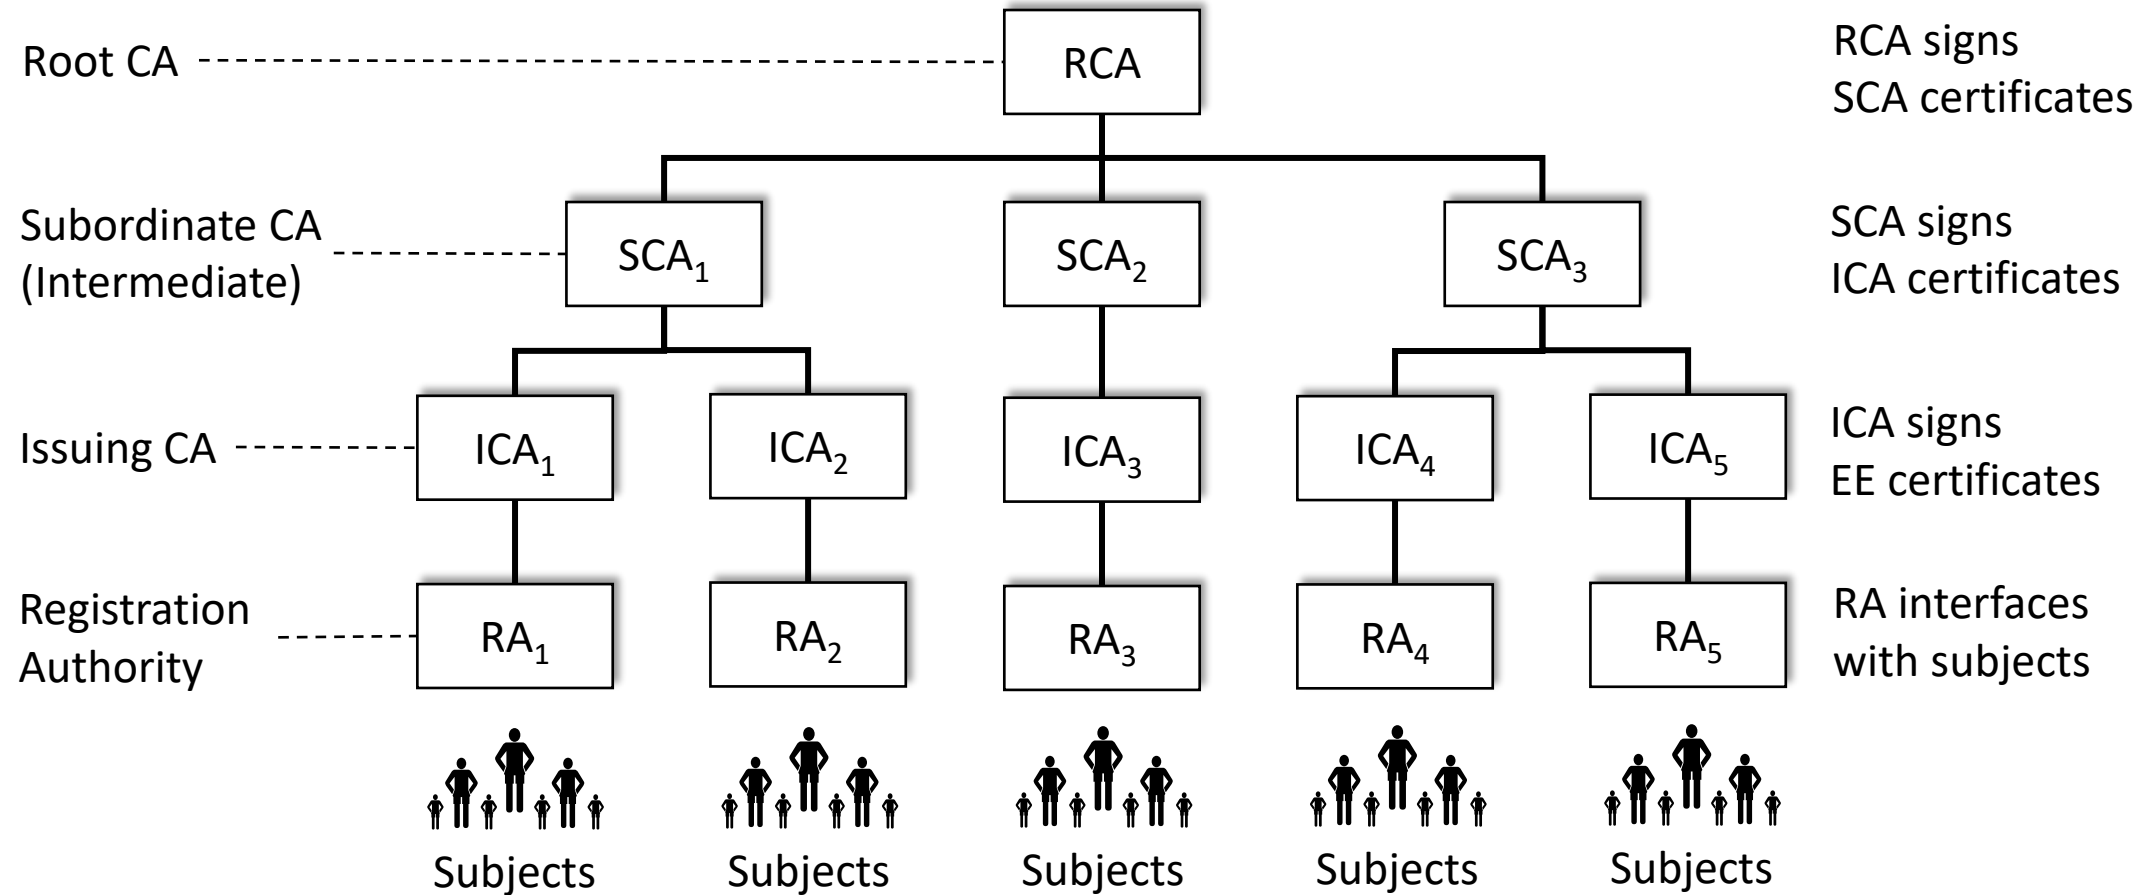 Root CA
RCA
RCA signs
SCA certificates
Subordinate CA
(Intermediate)
SCA₁
SCA₂
SCA₃
SCA signs
ICA certificates
Issuing CA
ICA₁
ICA₂
ICA₃
ICA₄
ICA₅
ICA signs
EE certificates
Registration
Authority
RA₁
RA₂
RA₃
RA₄
RA₅
RA interfaces
with subjects
Subjects
Subjects
Subjects
Subjects
Subjects